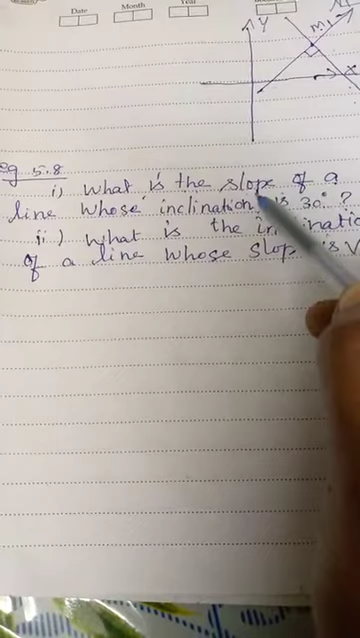 Date Month Year
Y
M1
X
eg 5.8
i) What is the slope of a
line whose inclination is 30° ?
ii) What is the
of a line whose slope is